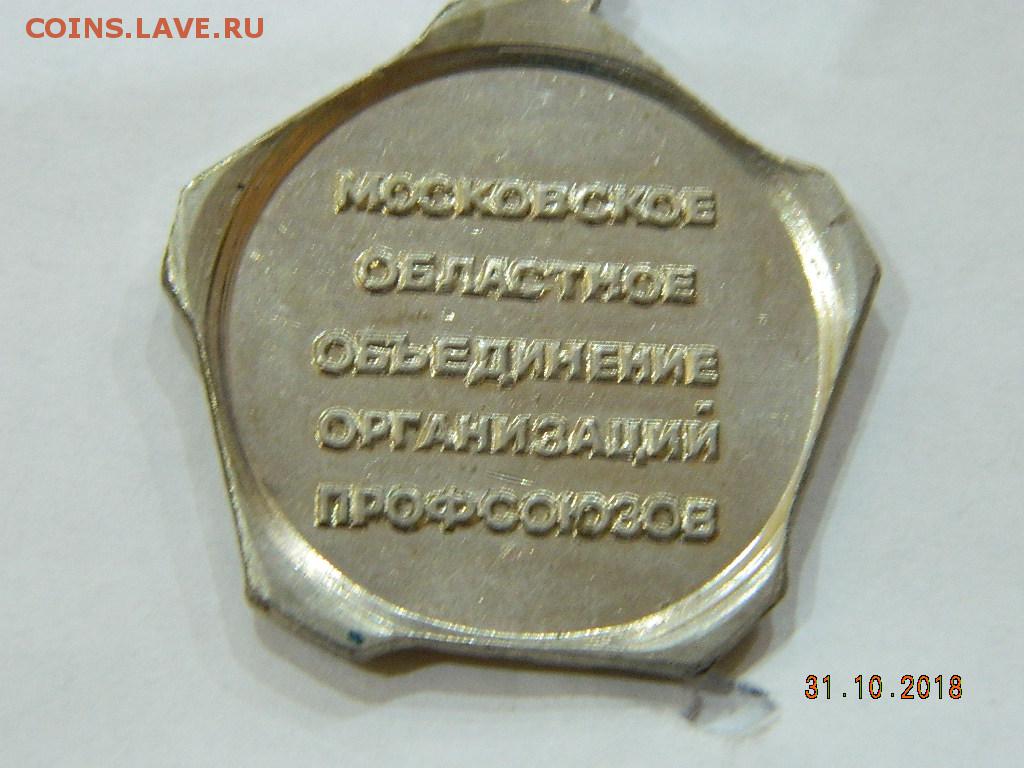 COINS.LAVE.RU
МОСКОВСКОЕ
ОБЛАСТНОЕ
ОБЪЕДИНЕНИЕ
ОРГАНИЗАЦИЙ
ПРОФСОЮЗОВ
31.10.2018